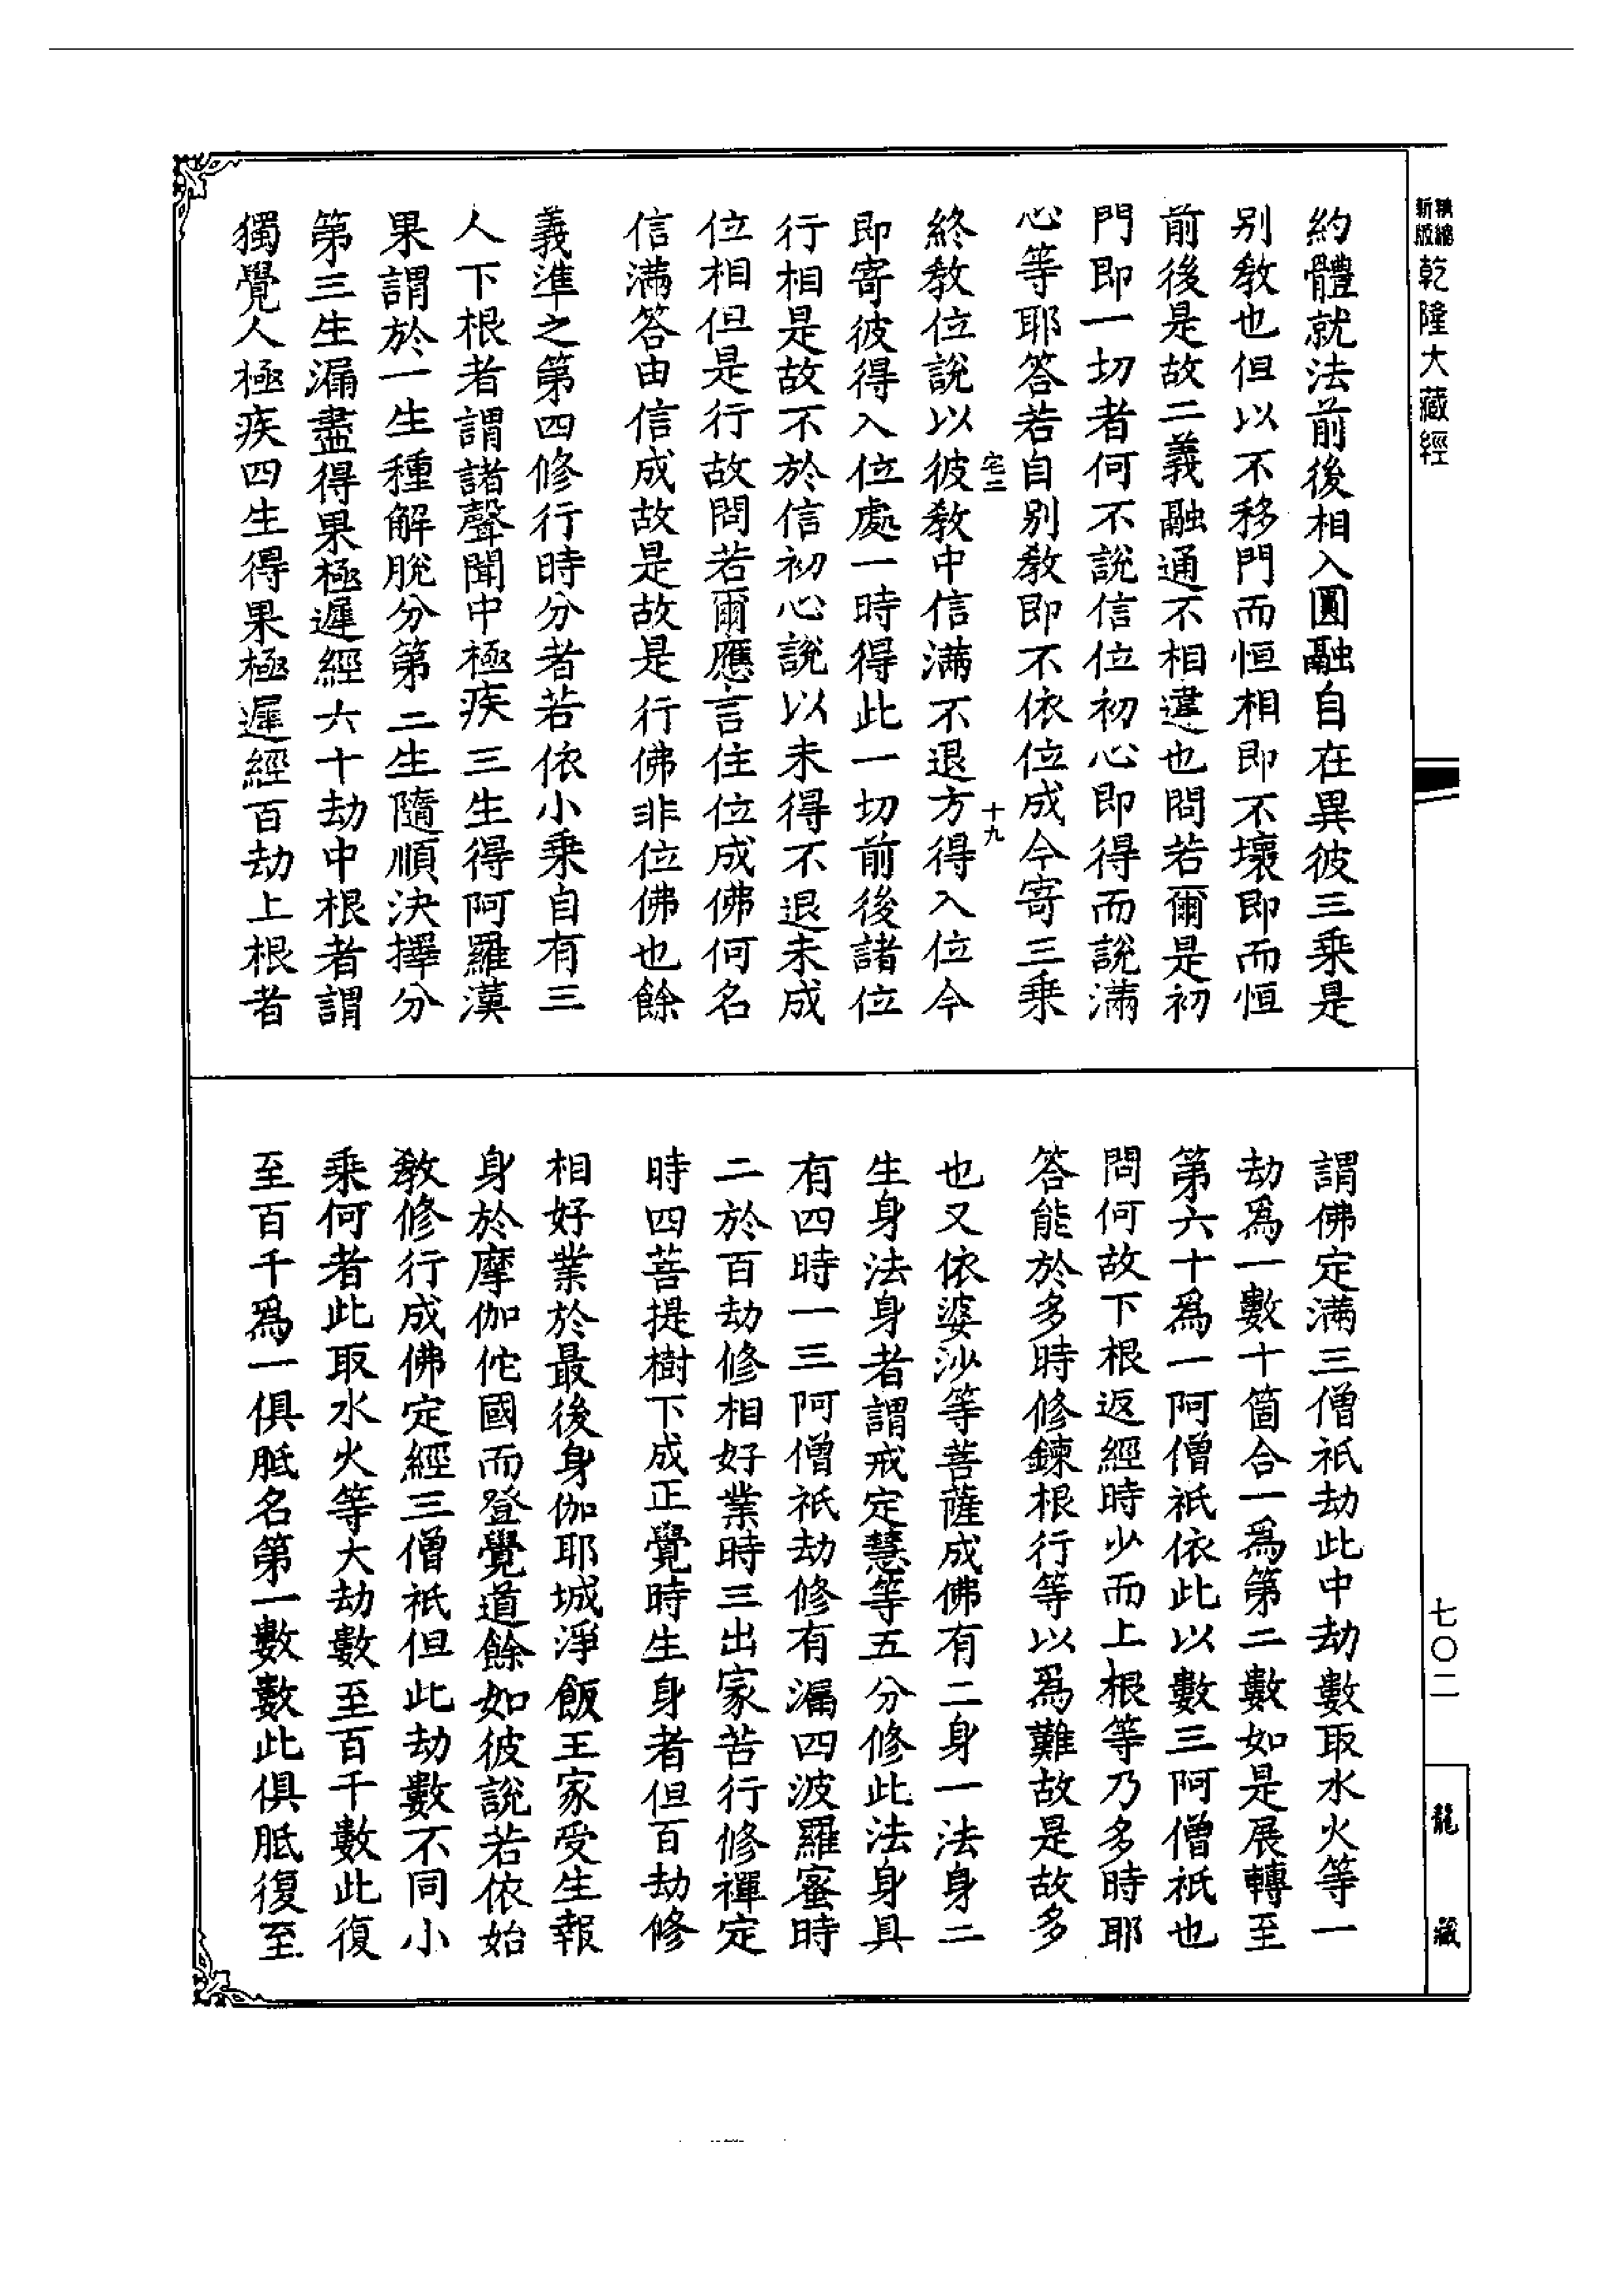 精縮
新版
乾隆大藏經
約體就法前後相入圓融自在異彼三乘是
別教也但以不移門而恒相即不壞即而恒
前後是故二義融通不相違也問若爾是初
門即一切者何不說信位初心即得而說滿
心等耶答若自別教即不依位成今寄三乘
宅三
十九
終教位說以彼教中信滿不退方得入位今
即寄彼得入位處一時得此一切前後諸位
行相是故不於信初心說以未得不退未成
位相但是行故問若爾應言住位成佛何名
信滿答由信成故是故是行佛非位佛也餘
義準之第四修行時分者若依小乘自有三
人下根者謂諸聲聞中極疾三生得阿羅漢
果謂於一生種解脫分第二生隨順決擇分
第三生漏盡得果極遲經六十劫中根者謂
獨覺人極疾四生得果極遲經百劫上根者
謂佛定滿三僧祇劫此中劫數取水火等一
劫為一數十箇合一為第二數如是展轉至
第六十為一阿僧祇依此以數三阿僧祇也
問何故下根返經時少而上根等乃多時耶
答能於多時修鍊根行等以為難故是故多
也又依婆沙等菩薩成佛有二身一法身二
生身法身者謂戒定慧等五分修此法身具
有四時一三阿僧祇劫修有漏四波羅蜜時
二於百劫修相好業時三出家苦行修禪定
時四菩提樹下成正覺時生身者但百劫修
相好業於最後身伽耶城淨飯王家受生報
身於摩伽佗國而登覺道餘如彼說若依始
教修行成佛定經三僧祇但此劫數不同小
乘何者此取水火等大劫數至百千數此復
至百千為一俱胝名第一數數此俱胝復至
七〇二
龍藏